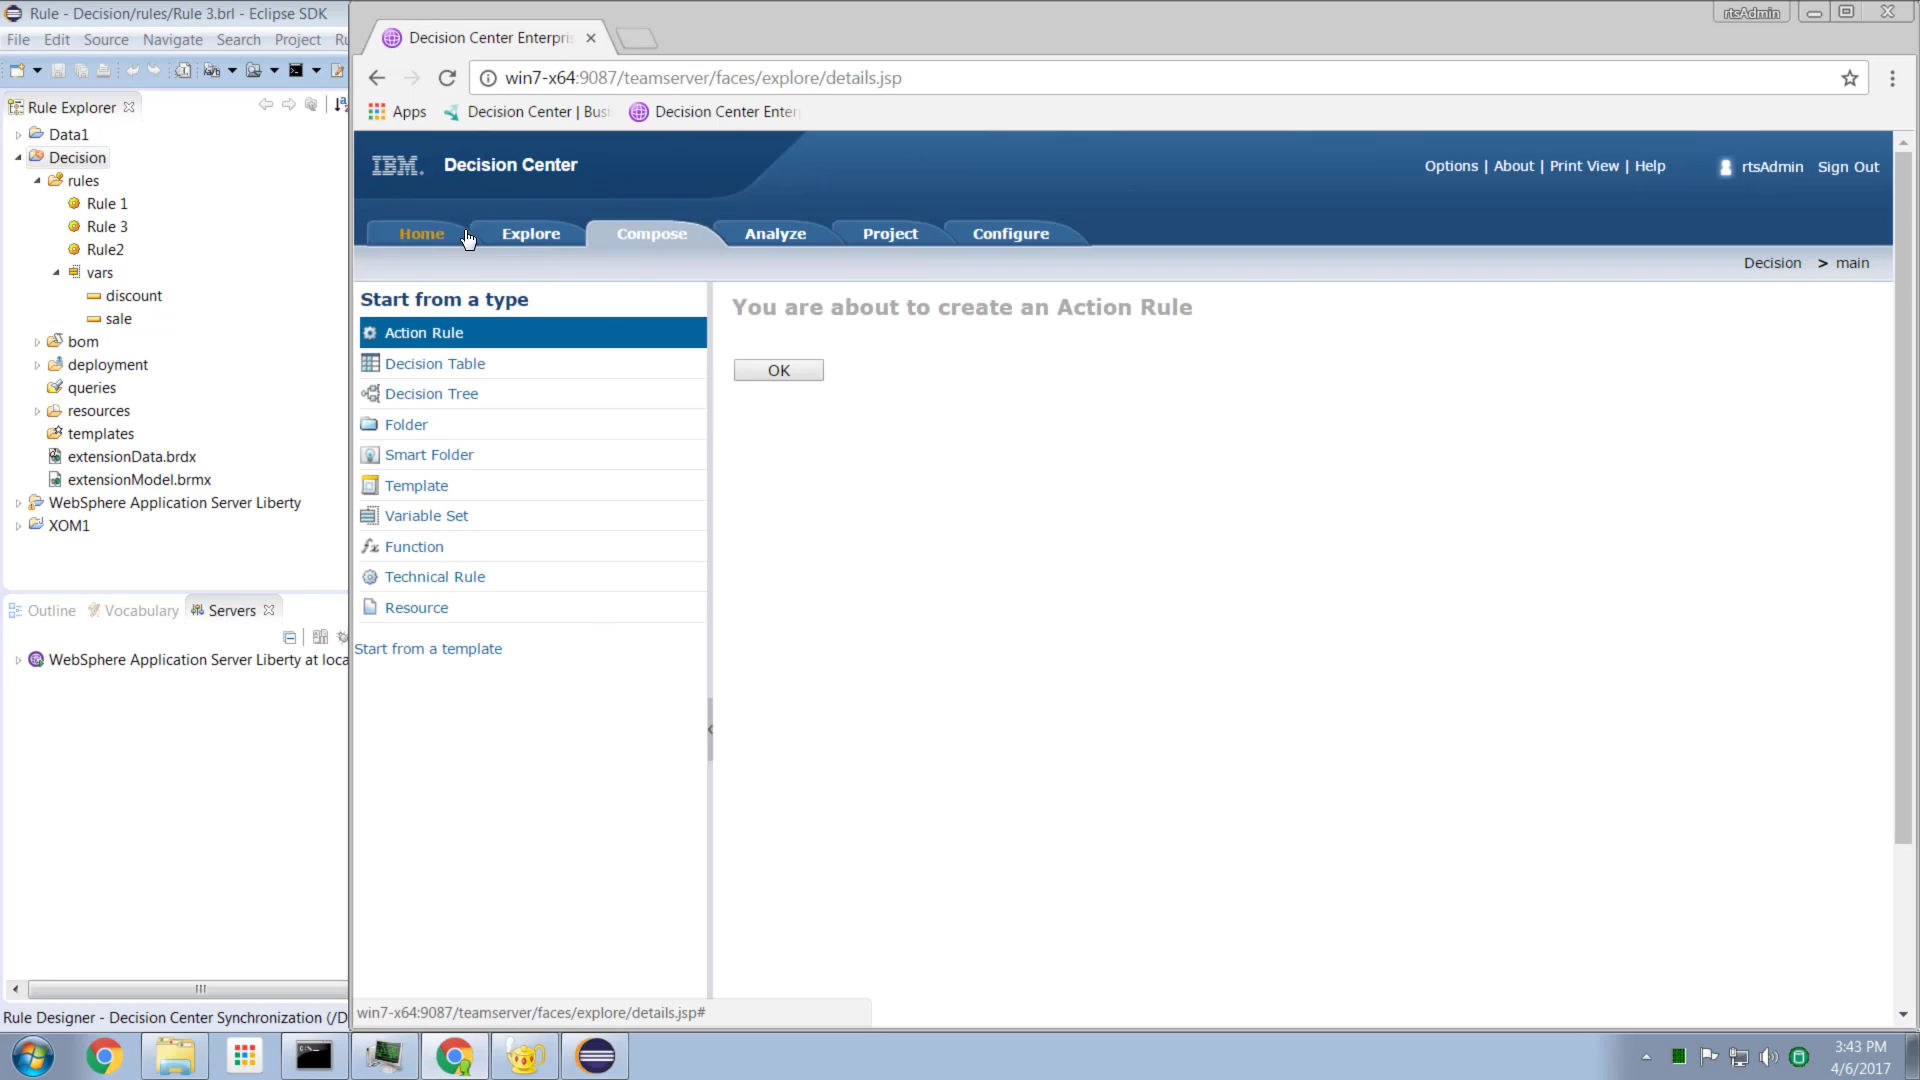 Rule - Decision/rules/Rule 3.brl - Eclipse SDK
File Edit Source Navigate Search Project Ru
Rule Explorer
Data1
Decision
rules
Rule 1
Rule 3
Rule2
vars
discount
sale
bom
deployment
queries
resources
templates
extensionData.brdx
extensionModel.brmx
WebSphere Application Server Liberty
XOM1
Outline Vocabulary Servers
WebSphere Application Server Liberty at loca
Rule Designer - Decision Center Synchronization (/D
rtsAdmin
Decision Center Enterpri
win7-x64:9087/teamserver/faces/explore/details.jsp
Apps Decision Center | Busi Decision Center Enter
IBM. Decision Center
Options | About | Print View | Help rtsAdmin Sign Out
Home Explore Compose Analyze Project Configure
Decision > main
Start from a type
Action Rule
Decision Table
Decision Tree
Folder
Smart Folder
Template
Variable Set
fx Function
Technical Rule
Resource
Start from a template
You are about to create an Action Rule
OK
win7-x64:9087/teamserver/faces/explore/details.jsp#
3:43 PM
4/6/2017